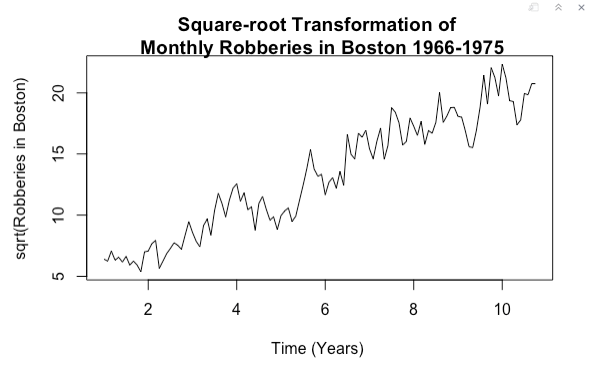 Square-root Transformation of
Monthly Robberies in Boston 1966-1975
sqrt(Robberies in Boston)
20
15
10
5
2 4 6 8 10
Time (Years)